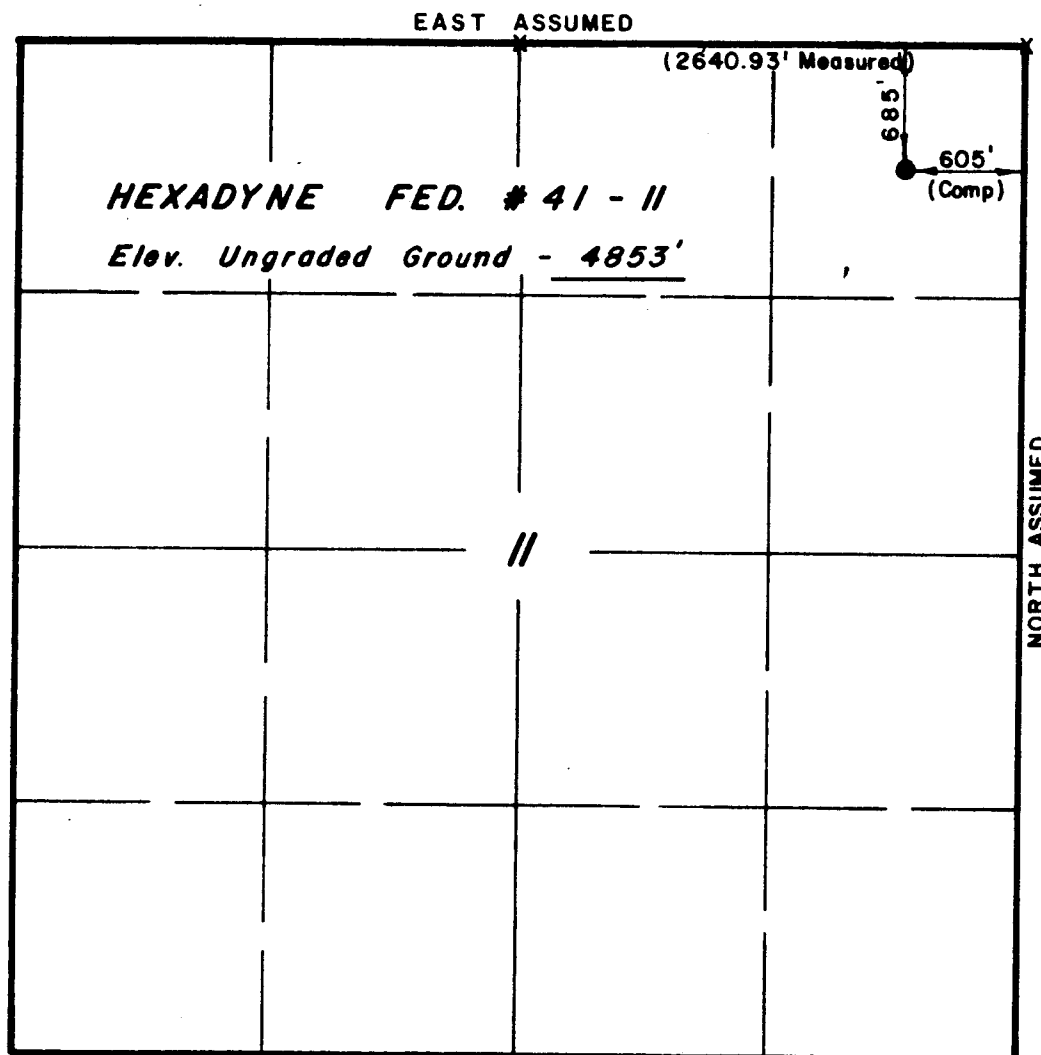 EAST ASSUMED
(2640.93' Measured)
685'
605'
(Comp)
HEXADYNE FED. # 41 - 11
Elev. Ungraded Ground - 4853'
11
NORTH ASSUMED